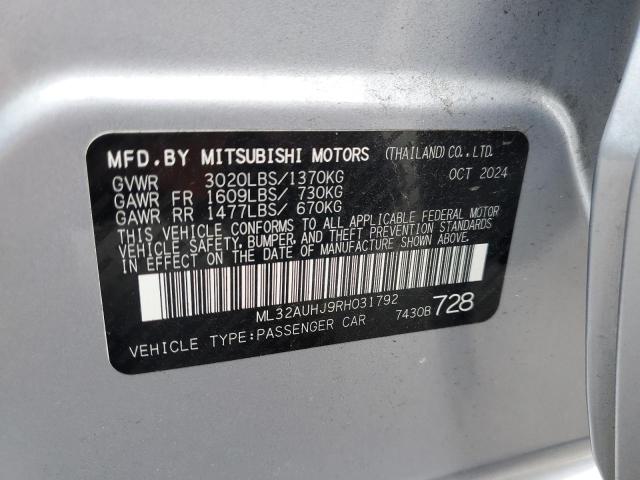 MFD.BY MITSUBISHI MOTORS (THAILAND) CO.,LTD.
GVWR 3020LBS/1370KG OCT 2024
GAWR FR 1609LBS/ 730KG
GAWR RR 1477LBS/ 670KG
THIS VEHICLE CONFORMS TO ALL APPLICABLE FEDERAL MOTOR
VEHICLE SAFETY, BUMPER, AND THEFT PREVENTION STANDARDS
IN EFFECT ON THE DATE OF MANUFACTURE SHOWN ABOVE.
ML32AUHJ9RH031792
VEHICLE TYPE:PASSENGER CAR 7430B 728